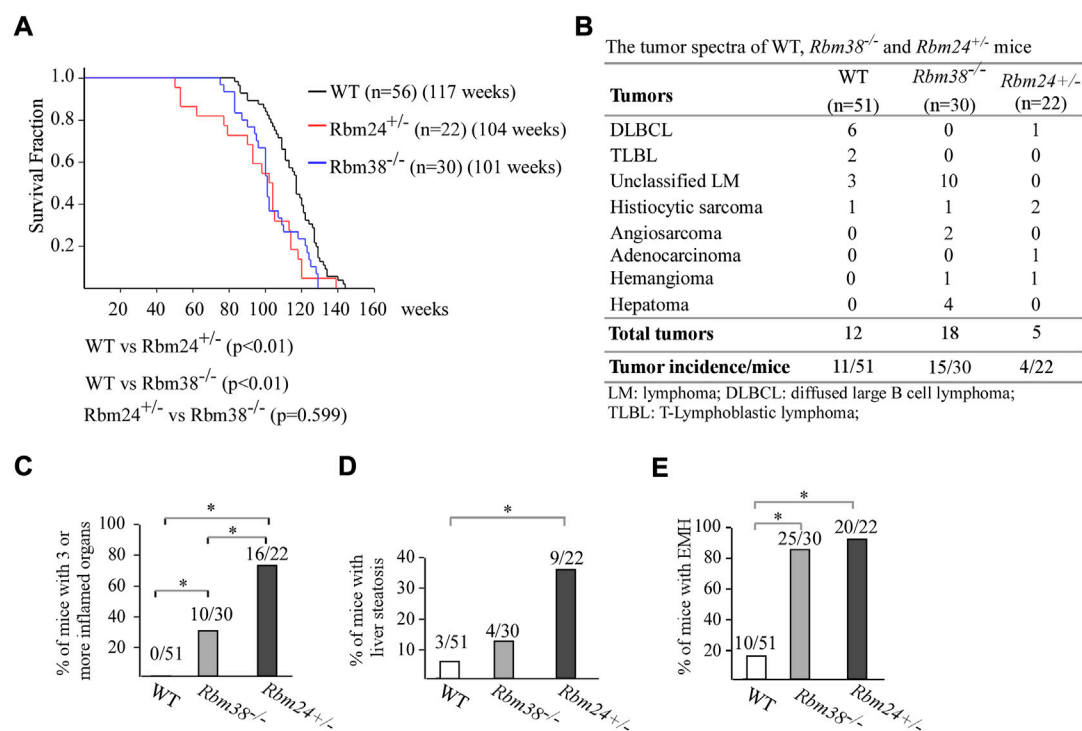 A
1.0
0.8
0.6
0.4
0.2
Survival Fraction
20 40 60 80 100 120 140 160 weeks
WT (n=56) (117 weeks)
Rbm24+/- (n=22) (104 weeks)
Rbm38-/- (n=30) (101 weeks)
WT vs Rbm24+/- (p<0.01)
WT vs Rbm38-/- (p<0.01)
Rbm24+/- vs Rbm38-/- (p=0.599)
B
The tumor spectra of WT, Rbm38-/- and Rbm24+/- mice
Tumors WT (n=51) Rbm38-/- (n=30) Rbm24+/- (n=22)
DLBCL 6 0 1
TLBL 2 0 0
Unclassified LM 3 10 0
Histiocytic sarcoma 1 1 2
Angiosarcoma 0 2 0
Adenocarcinoma 0 0 1
Hemangioma 0 1 1
Hepatoma 0 4 0
Total tumors 12 18 5
Tumor incidence/mice 11/51 15/30 4/22
LM: lymphoma; DLBCL: diffused large B cell lymphoma;
TLBL: T-Lymphoblastic lymphoma;
C
% of mice with 3 or
more inflamed organs
100
80
60
40
20
*
*
*
0/51
10/30
16/22
WT
Rbm38-/-
Rbm24+/-
D
% of mice with
liver steatosis
40
30
20
10
*
3/51
4/30
9/22
WT
Rbm38-/-
Rbm24+/-
E
% of mice with EMH
100
80
60
40
20
*
*
10/51
25/30
20/22
WT
Rbm38-/-
Rbm24+/-